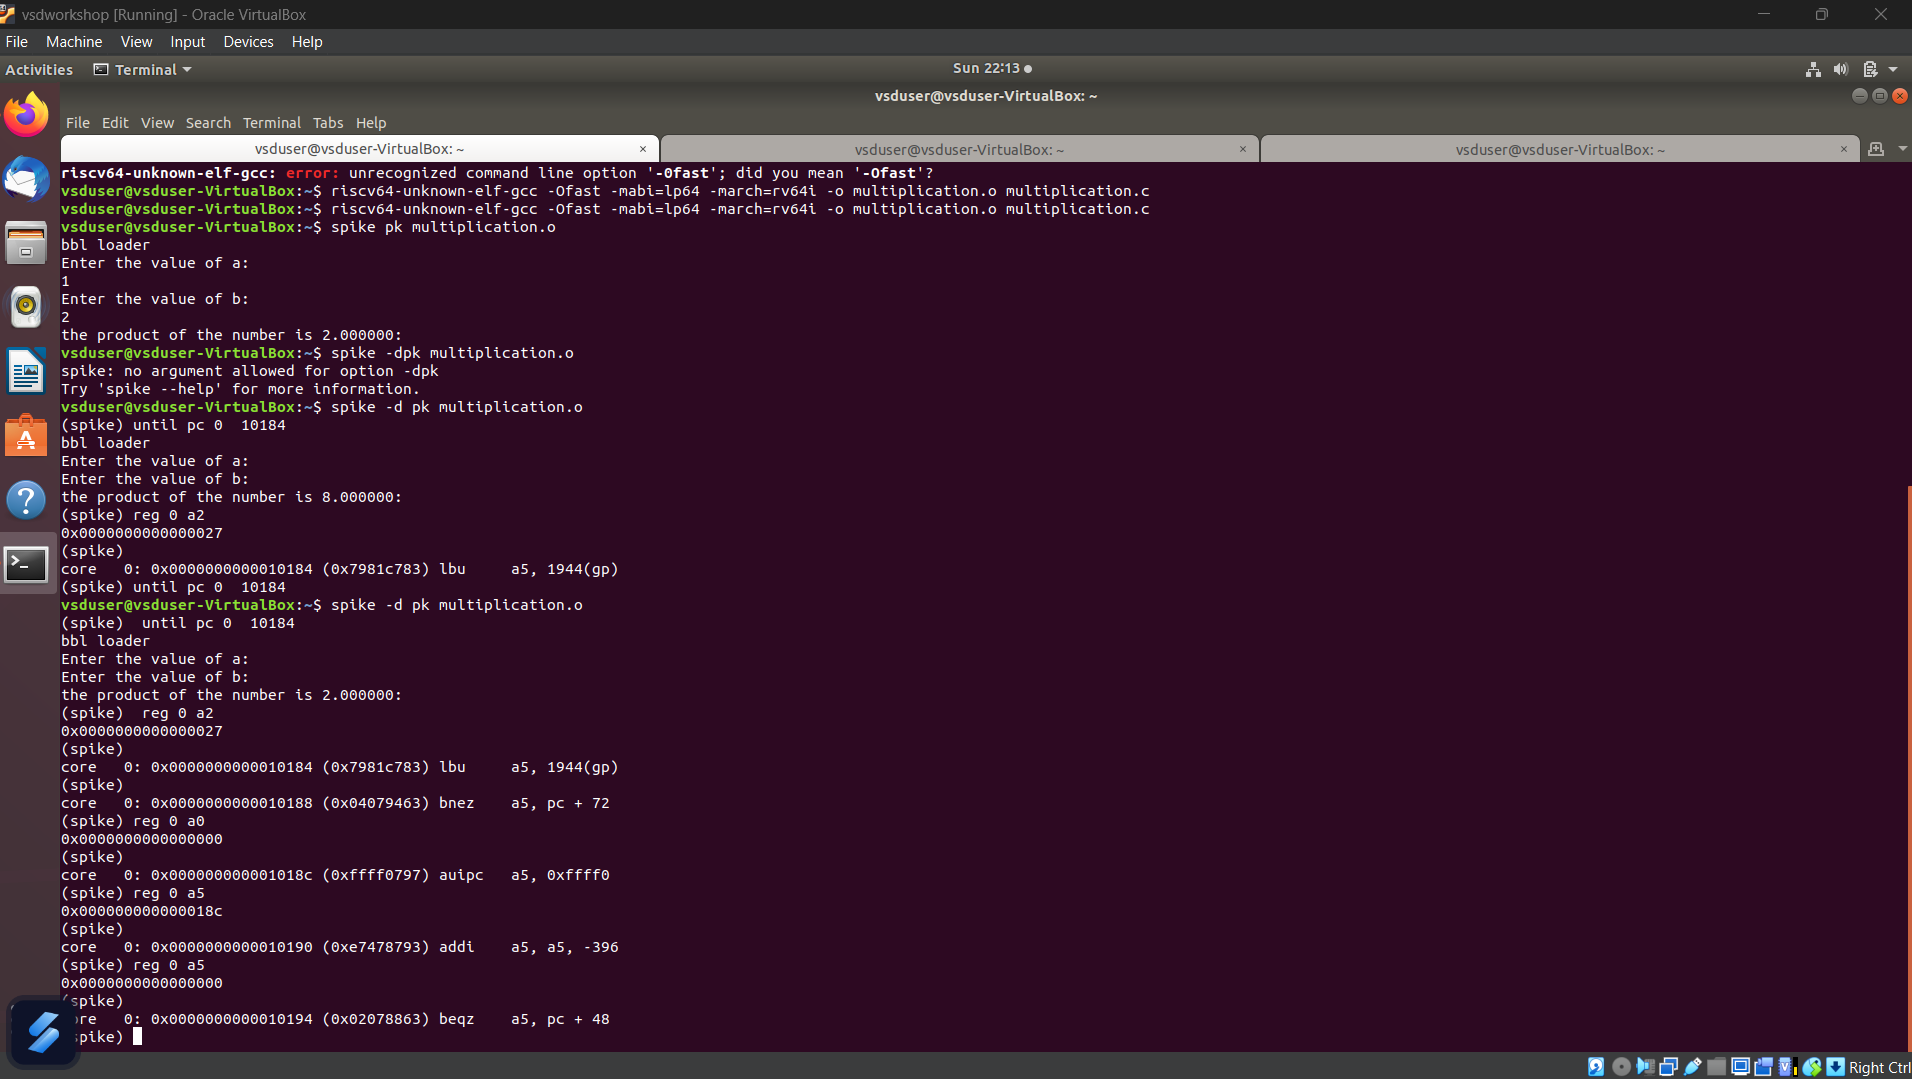 vsdworkshop [Running] - Oracle VirtualBox
File Machine View Input Devices Help
Activities Terminal Sun 22:13
vsduser@vsduser-VirtualBox: ~
File Edit View Search Terminal Tabs Help
vsduser@vsduser-VirtualBox: ~ × vsduser@vsduser-VirtualBox: ~ × vsduser@vsduser-VirtualBox: ~ ×
riscv64-unknown-elf-gcc: error: unrecognized command line option '-0fast'; did you mean '-Ofast'?
vsduser@vsduser-VirtualBox:~$ riscv64-unknown-elf-gcc -Ofast -mabi=lp64 -march=rv64i -o multiplication.o multiplication.c
vsduser@vsduser-VirtualBox:~$ riscv64-unknown-elf-gcc -Ofast -mabi=lp64 -march=rv64i -o multiplication.o multiplication.c
vsduser@vsduser-VirtualBox:~$ spike pk multiplication.o
bbl loader
Enter the value of a:
1
Enter the value of b:
2
the product of the number is 2.000000:
vsduser@vsduser-VirtualBox:~$ spike -dpk multiplication.o
spike: no argument allowed for option -dpk
Try 'spike --help' for more information.
vsduser@vsduser-VirtualBox:~$ spike -d pk multiplication.o
(spike) until pc 0  10184
bbl loader
Enter the value of a:
Enter the value of b:
the product of the number is 8.000000:
(spike) reg 0 a2
0x0000000000000027
(spike)
core   0: 0x0000000000010184 (0x7981c783) lbu     a5, 1944(gp)
(spike) until pc 0  10184
vsduser@vsduser-VirtualBox:~$ spike -d pk multiplication.o
(spike)  until pc 0  10184
bbl loader
Enter the value of a:
Enter the value of b:
the product of the number is 2.000000:
(spike)  reg 0 a2
0x0000000000000027
(spike)
core   0: 0x0000000000010184 (0x7981c783) lbu     a5, 1944(gp)
(spike)
core   0: 0x0000000000010188 (0x04079463) bnez    a5, pc + 72
(spike) reg 0 a0
0x0000000000000000
(spike)
core   0: 0x000000000001018c (0xffff0797) auipc   a5, 0xffff0
(spike) reg 0 a5
0x000000000000018c
(spike)
core   0: 0x0000000000010190 (0xe7478793) addi    a5, a5, -396
(spike) reg 0 a5
0x0000000000000000
(spike)
re   0: 0x0000000000010194 (0x02078863) beqz    a5, pc + 48
pike)
Right Ctrl